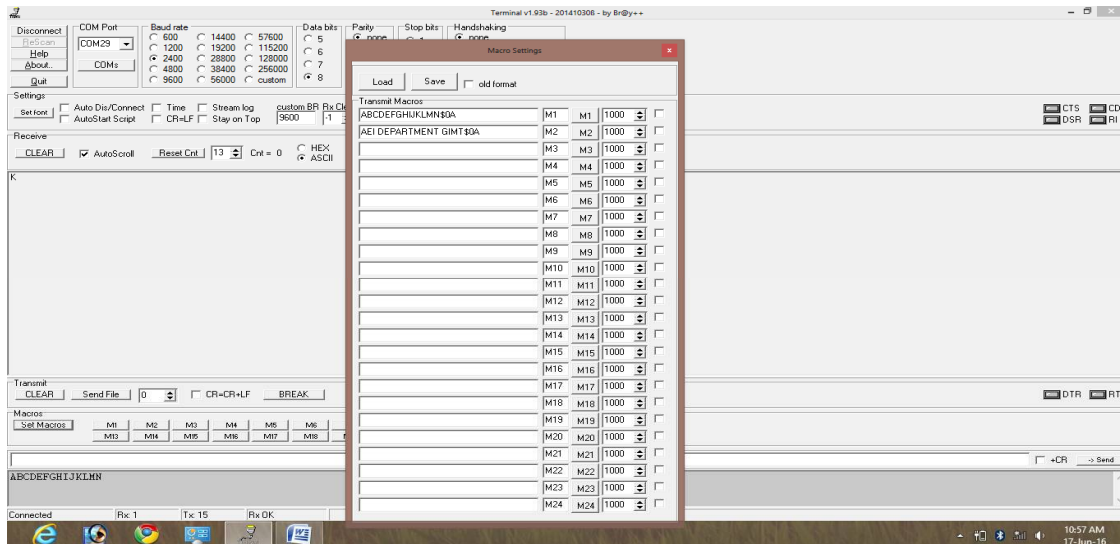 Terminal v1.93b - 20141030B - by Br@y++
Disconnect
ReScan
Help
About..
Quit
COM Port
COM29
COMs
Baud rate
600 14400 57600
1200 19200 115200
2400 28800 128000
4800 38400 256000
9600 56000 custom
Data bits
5
6
7
8
Parity
none
Stop bits
Handshaking
none
Settings
Set font
Auto Dis/Connect Time Stream log
AutoStart Script CR=LF Stay on Top
custom BR Rx Cle
9600 -1
CTS CD
DSR RI
Receive
CLEAR AutoScroll Reset Cnt 13 Cnt = 0 HEX
ASCII
K
Macro Settings
Load Save old format
Transmit Macros
ABCDEFGHIJKLMN$0A M1 M1 1000
AEI DEPARTMENT GIMT$0A M2 M2 1000
M3 M3 1000
M4 M4 1000
M5 M5 1000
M6 M6 1000
M7 M7 1000
M8 M8 1000
M9 M9 1000
M10 M10 1000
M11 M11 1000
M12 M12 1000
M13 M13 1000
M14 M14 1000
M15 M15 1000
M16 M16 1000
M17 M17 1000
M18 M18 1000
M19 M19 1000
M20 M20 1000
M21 M21 1000
M22 M22 1000
M23 M23 1000
M24 M24 1000
Transmit
CLEAR Send File 0 CR=CR+LF BREAK
DTR RT
Macros
Set Macros M1 M2 M3 M4 M5 M6
M13 M14 M15 M16 M17 M18
+CR -> Send
ABCDEFGHIJKLMN
Connected Rx: 1 Tx: 15 Rx OK
10:57 AM
17-Jun-16